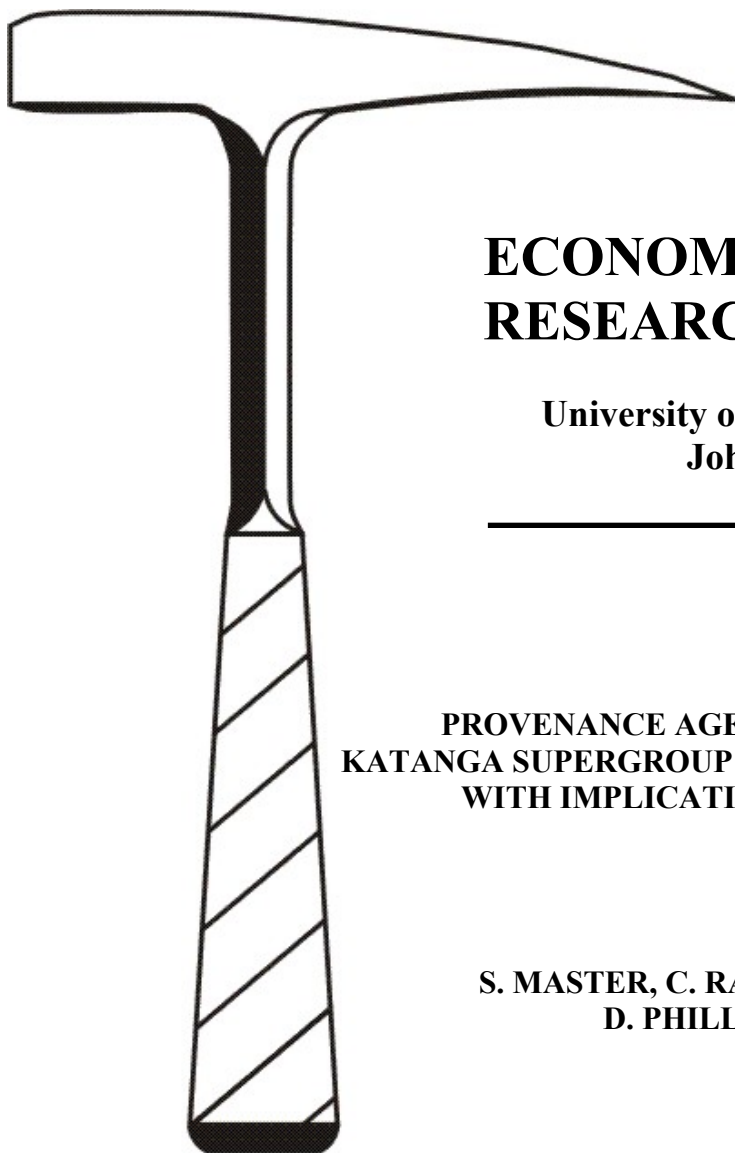 ECONOM
RESEARC
University o
Joh
PROVENANCE AGE
KATANGA SUPERGROUP
WITH IMPLICATI
S. MASTER, C. RA
D. PHILL